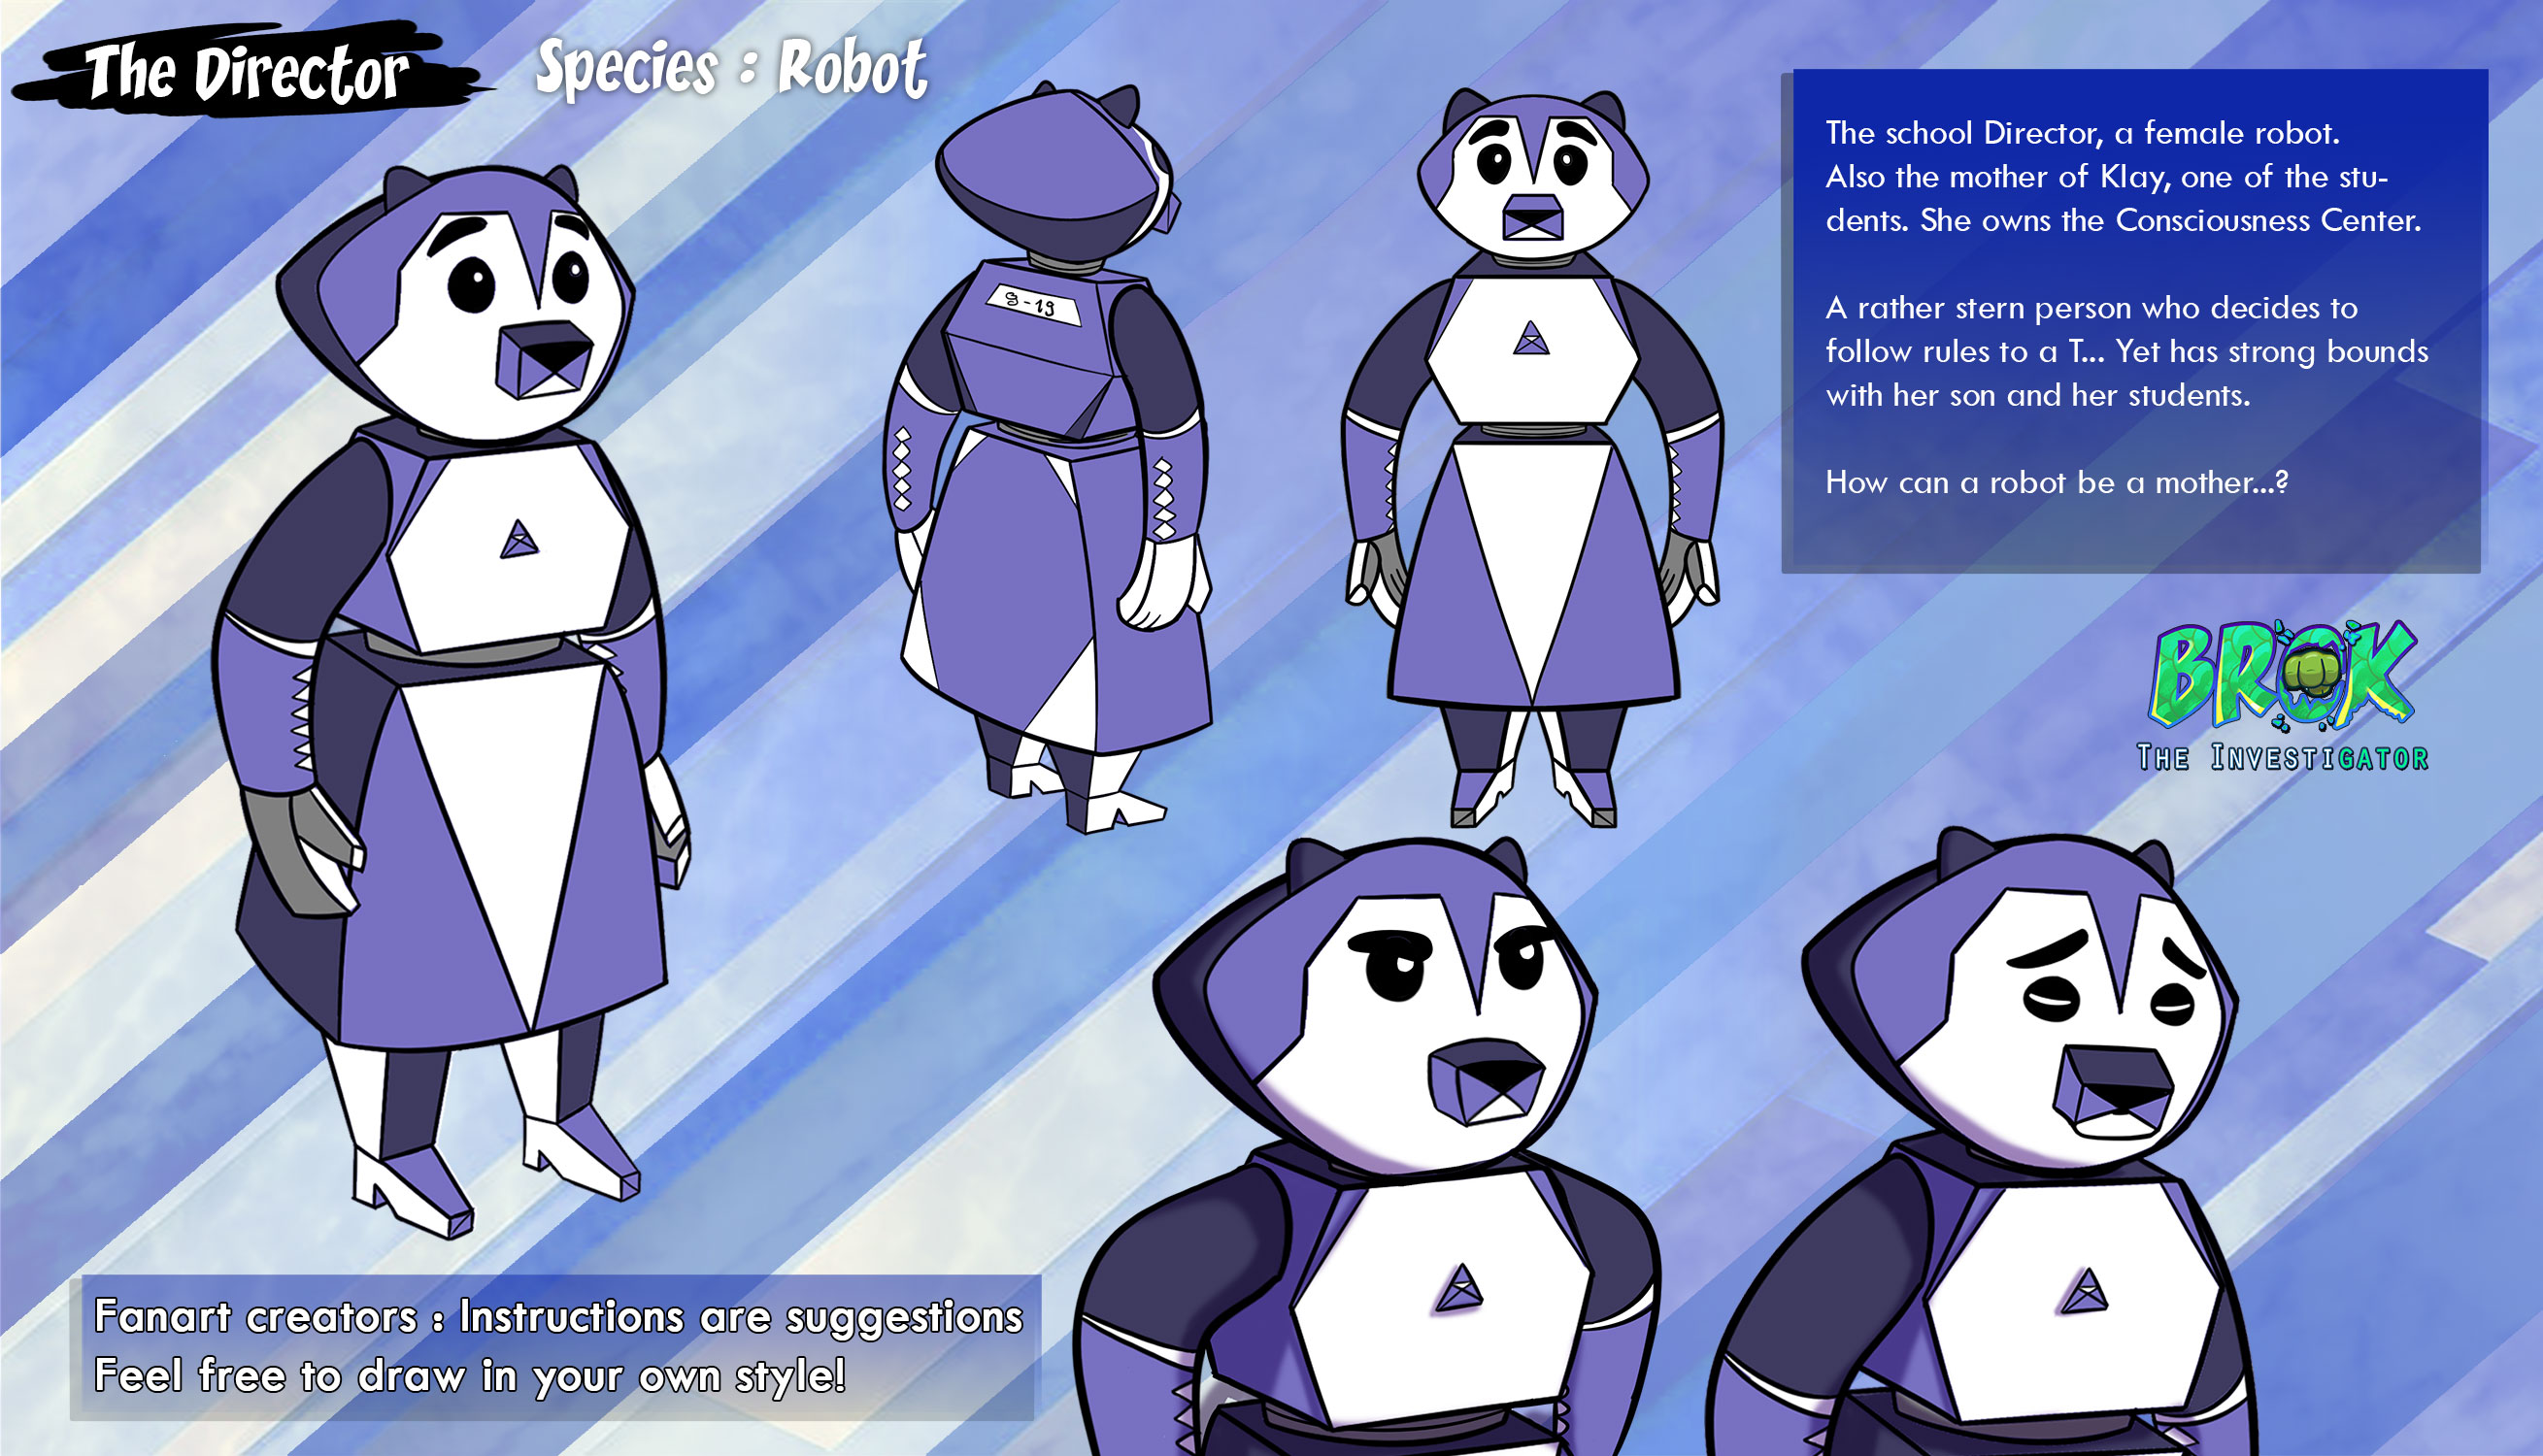 The Director
Species : Robot
The school Director, a female robot.
Also the mother of Klay, one of the stu-
dents. She owns the Consciousness Center.
A rather stern person who decides to
follow rules to a T... Yet has strong bounds
with her son and her students.
How can a robot be a mother...?
S-19
BROK
THE INVESTIGATOR
Fanart creators : Instructions are suggestions
Feel free to draw in your own style!